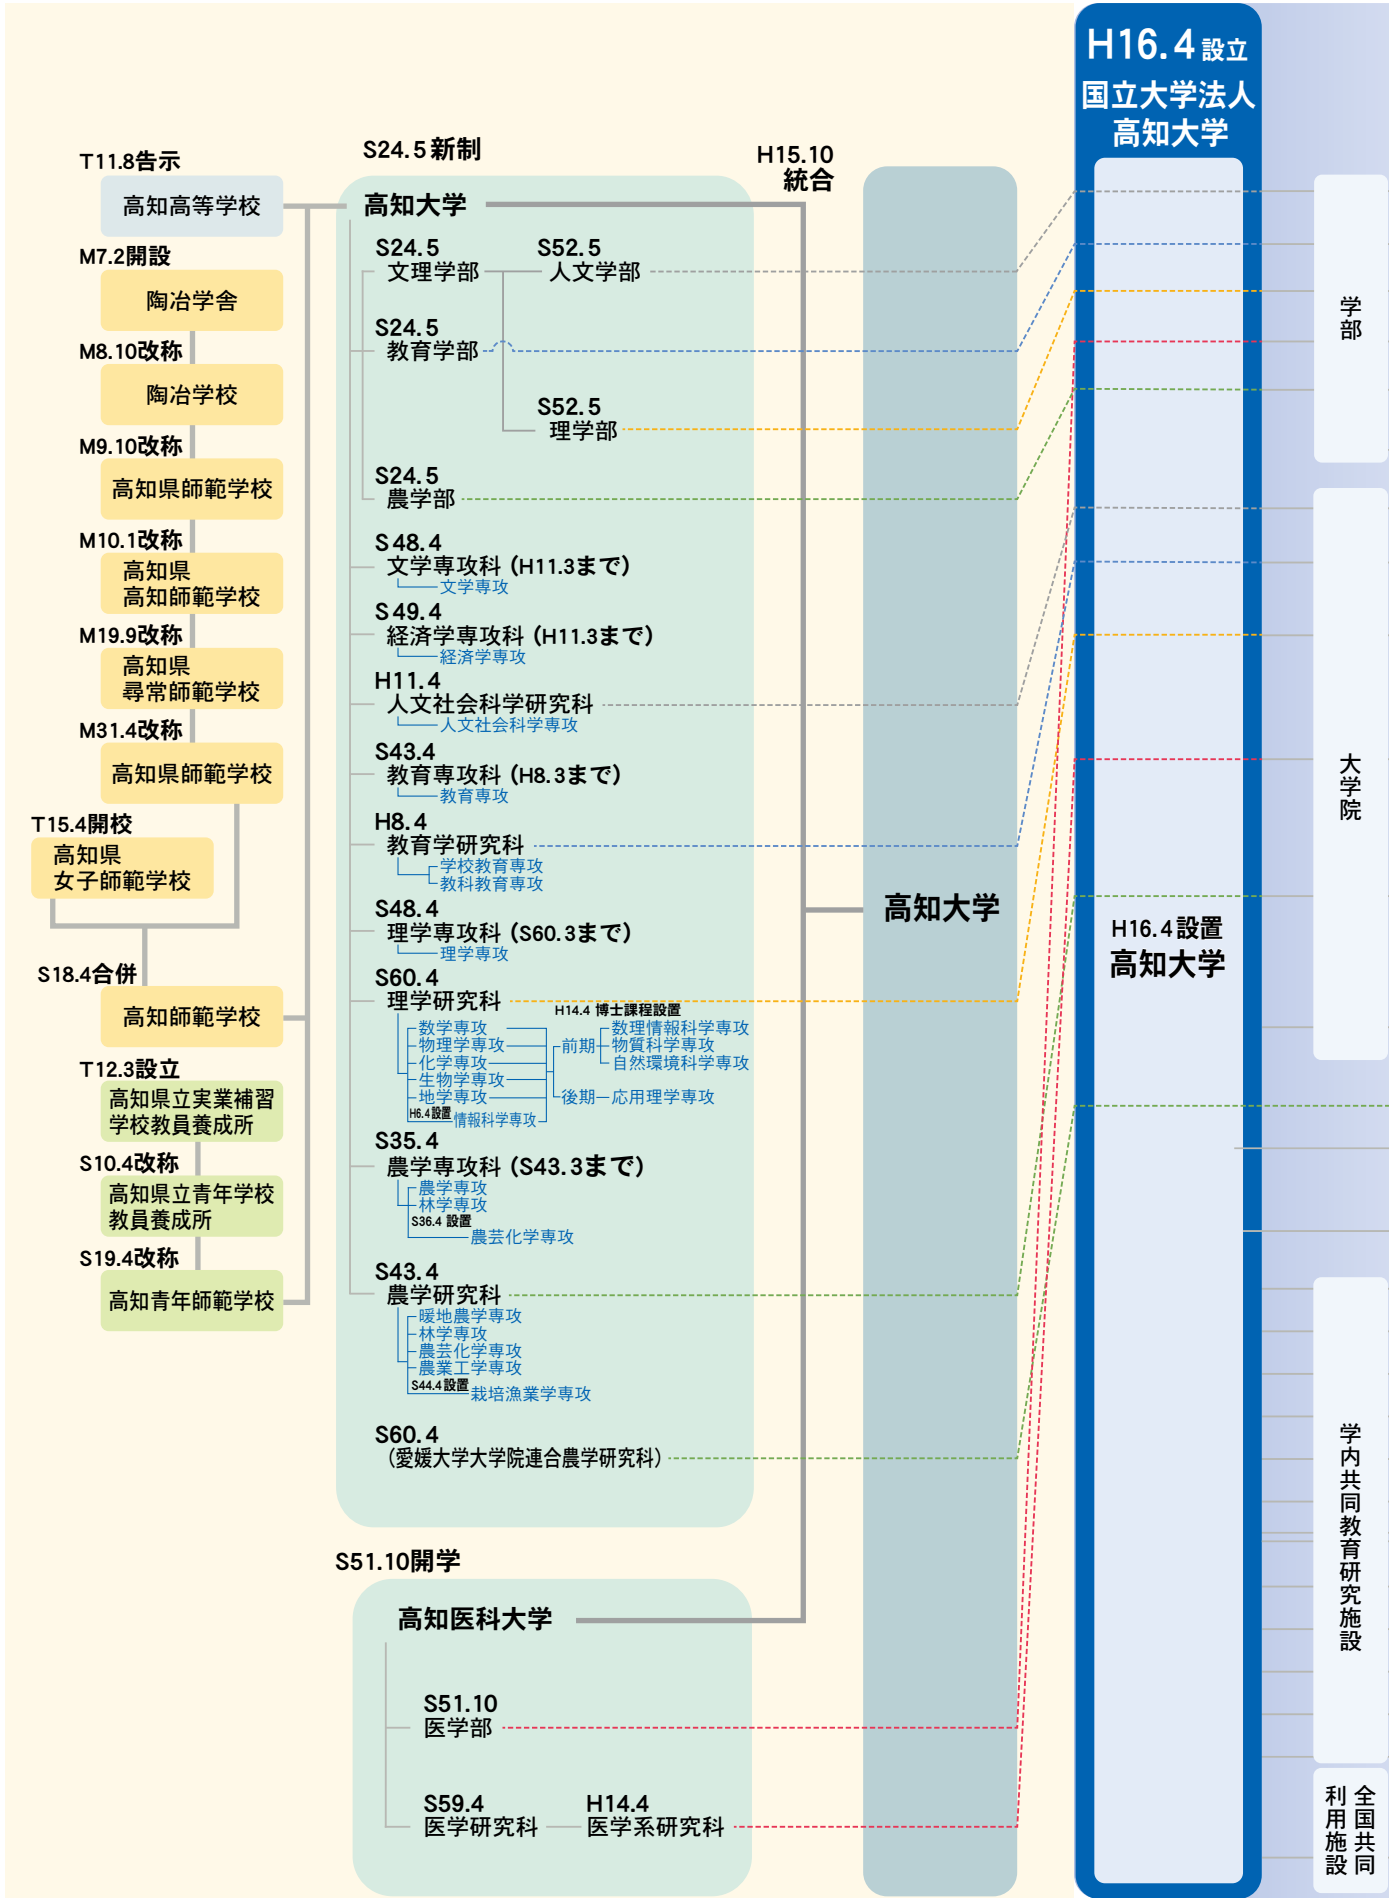 T11.8告示
高知高等学校
M7.2開設
陶冶学舎
M8.10改称
陶冶学校
M9.10改称
高知県師範学校
M10.1改称
高知県
高知師範学校
M19.9改称
高知県
尋常師範学校
M31.4改称
高知県師範学校
T15.4開校
高知県
女子師範学校
S18.4合併
高知師範学校
T12.3設立
高知県立実業補習
学校教員養成所
S10.4改称
高知県立青年学校
教員養成所
S19.4改称
高知青年師範学校
S24.5新制
高知大学
S24.5
文理学部
S52.5
人文学部
S24.5
教育学部
S52.5
理学部
S24.5
農学部
S48.4
文学専攻科(H11.3まで)
文学専攻
S49.4
経済学専攻科(H11.3まで)
経済学専攻
H11.4
人文社会科学研究科
人文社会科学専攻
S43.4
教育専攻科(H8.3まで)
教育専攻
H8.4
教育学研究科
学校教育専攻
教科教育専攻
S48.4
理学専攻科(S60.3まで)
理学専攻
S60.4
理学研究科
数学専攻
物理学専攻
化学専攻
生物学専攻
地学専攻
H6.4設置
情報科学専攻
H14.4 博士課程設置
前期
数理情報科学専攻
物質科学専攻
自然環境科学専攻
後期
応用理学専攻
S35.4
農学専攻科(S43.3まで)
農学専攻
林学専攻
S36.4 設置
農芸化学専攻
S43.4
農学研究科
暖地農学専攻
林学専攻
農芸化学専攻
農業工学専攻
S44.4設置
栽培漁業学専攻
S60.4
(愛媛大学大学院連合農学研究科)
S51.10開学
高知医科大学
S51.10
医学部
S59.4
医学研究科
H14.4
医学系研究科
H15.10
統合
高知大学
H16.4設立
国立大学法人
高知大学
H16.4設置
高知大学
学部
大学院
学内共同教育研究施設
全国共同
利用施設